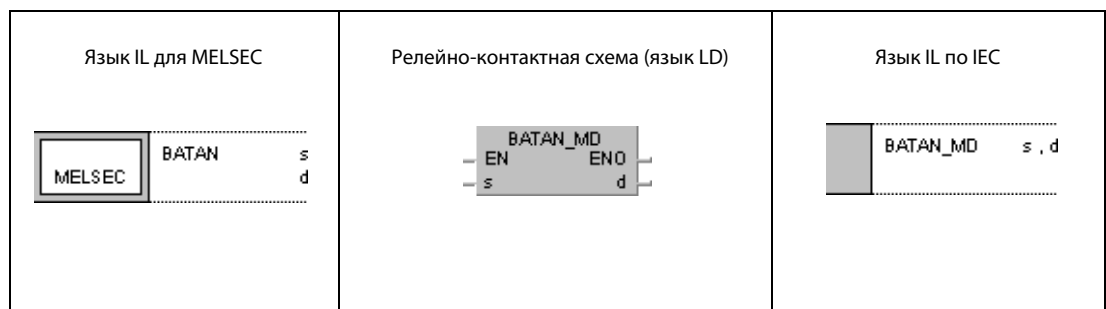 Язык IL для MELSEC
MELSEC
BATAN s
d
Релейно-контактная схема (язык LD)
BATAN_MD
EN ENO
s d
Язык IL по IEC
BATAN_MD s , d